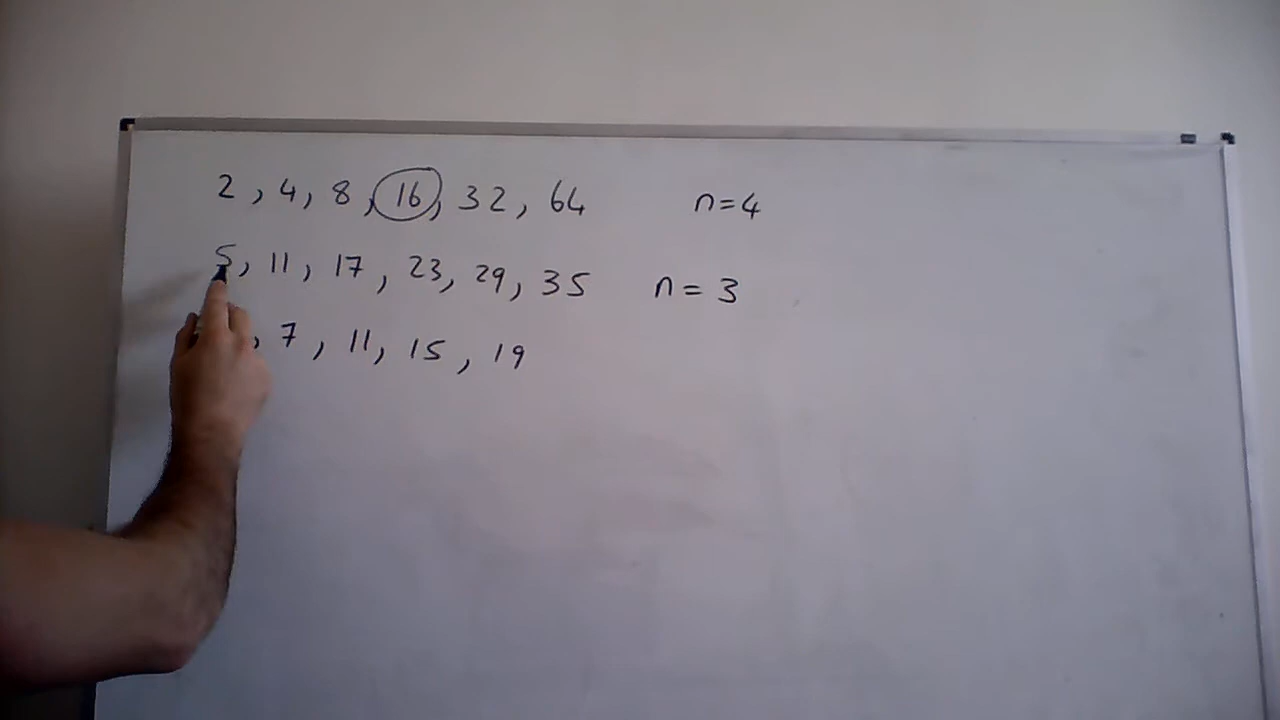 2, 4, 8, 16, 32, 64 n=4
5, 11, 17, 23, 29, 35 n=3
, 7, 11, 15, 19